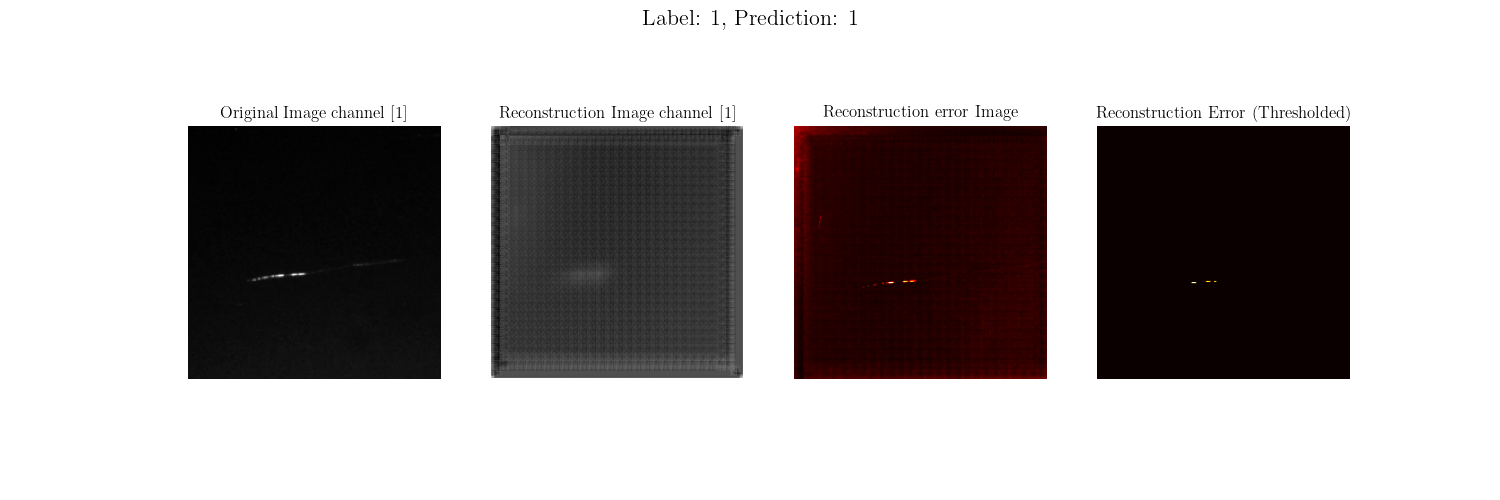 Label: 1, Prediction: 1
Original Image channel [1]
Reconstruction Image channel [1]
Reconstruction error Image
Reconstruction Error (Thresholded)